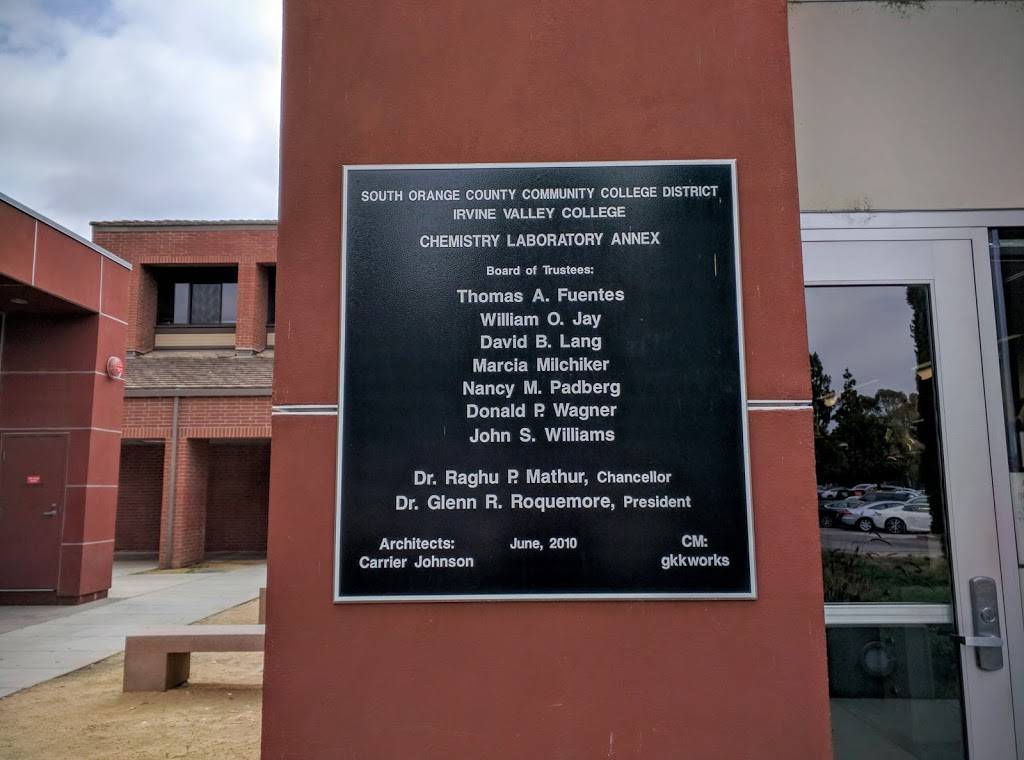 SOUTH ORANGE COUNTY COMMUNITY COLLEGE DISTRICT
IRVINE VALLEY COLLEGE
CHEMISTRY LABORATORY ANNEX
Board of Trustees:
Thomas A. Fuentes
William O. Jay
David B. Lang
Marcia Milchiker
Nancy M. Padberg
Donald P. Wagner
John S. Williams
Dr. Raghu P. Mathur, Chancellor
Dr. Glenn R. Roquemore, President
Architects: June, 2010 CM:
Carrier Johnson gkkworks